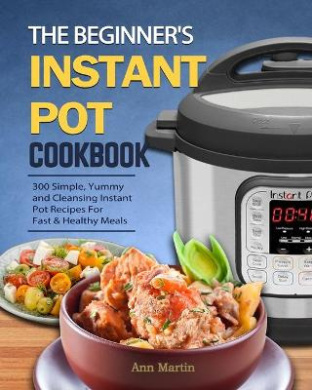 THE BEGINNER'S
INSTANT
POT
COOKBOOK
300 Simple, Yummy
and Cleansing Instant
Pot Recipes For
Fast & Healthy Meals
Instant
Ann Martin